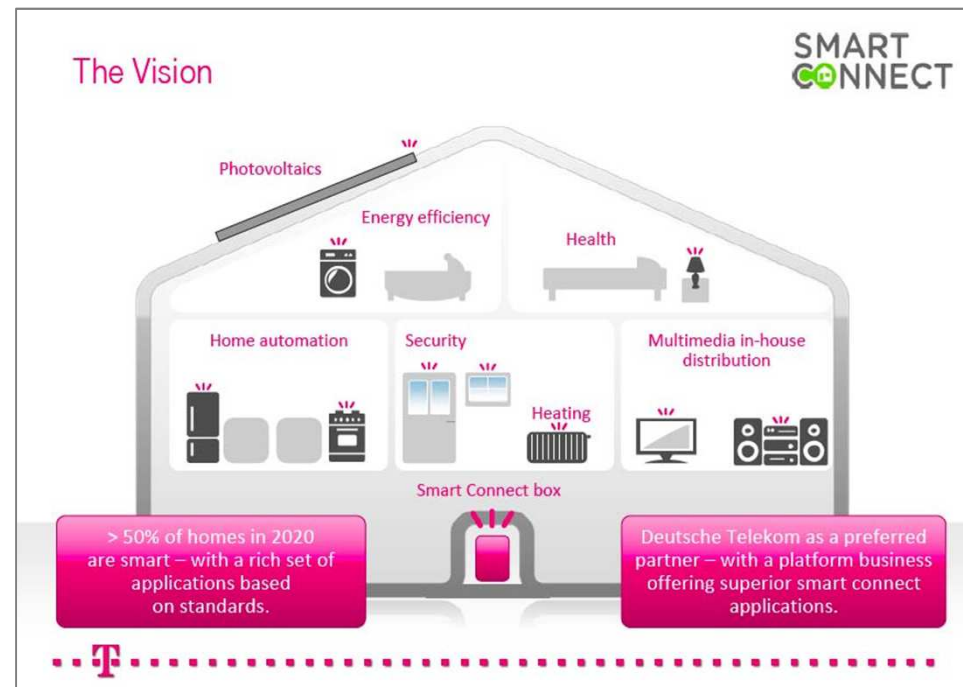 The Vision
SMART
CONNECT
Photovoltaics
Energy efficiency
Health
Home automation
Security
Multimedia in-house
distribution
Heating
Smart Connect box
> 50% of homes in 2020
are smart – with a rich set of
applications based
on standards.
Deutsche Telekom as a preferred
partner – with a platform business
offering superior smart connect
applications.
T